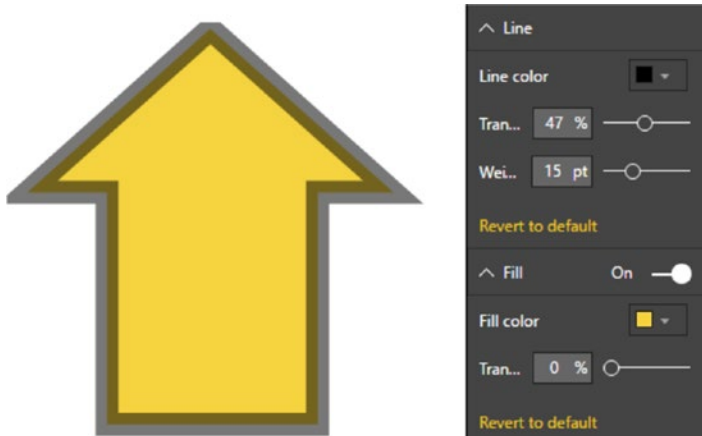 Line
Line color
Tran... 47 %
Wei... 15 pt
Revert to default
Fill On
Fill color
Tran... 0 %
Revert to default